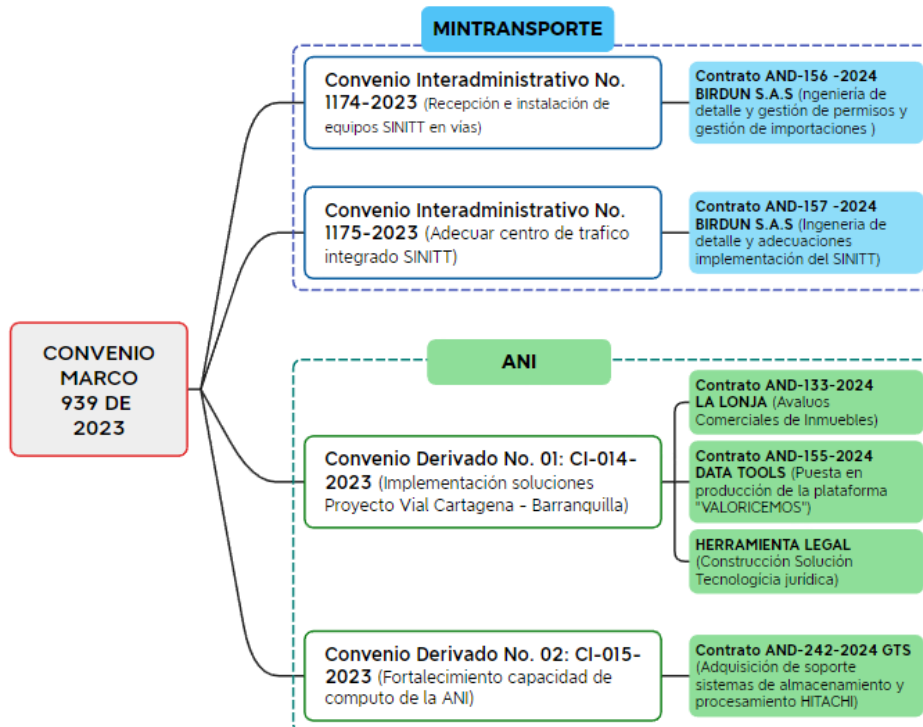 MINTRANSPORTE
Convenio Interadministrativo No.
1174-2023 (Recepción e instalación de
equipos SINITT en vías)
Contrato AND-156 -2024
BIRDUN S.A.S (ngeniería de
detalle y gestión de permisos y
gestión de importaciones )
Convenio Interadministrativo No.
1175-2023 (Adecuar centro de trafico
integrado SINITT)
Contrato AND-157 -2024
BIRDUN S.A.S (Ingeneria de
detalle y adecuaciones
implementación del SINITT)
CONVENIO
MARCO
939 DE
2023
ANI
Convenio Derivado No. 01: CI-014-
2023 (Implementación soluciones
Proyecto Vial Cartagena - Barranquilla)
Contrato AND-133-2024
LA LONJA (Avaluos
Comerciales de Inmuebles)
Contrato AND-155-2024
DATA TOOLS (Puesta en
producción de la plataforma
"VALORICEMOS")
HERRAMIENTA LEGAL
(Construcción Solución
Tecnologícia jurídica)
Convenio Derivado No. 02: CI-015-
2023 (Fortalecimiento capacidad de
computo de la ANI)
Contrato AND-242-2024 GTS
(Adquisición de soporte
sistemas de almacenamiento y
procesamiento HITACHI)